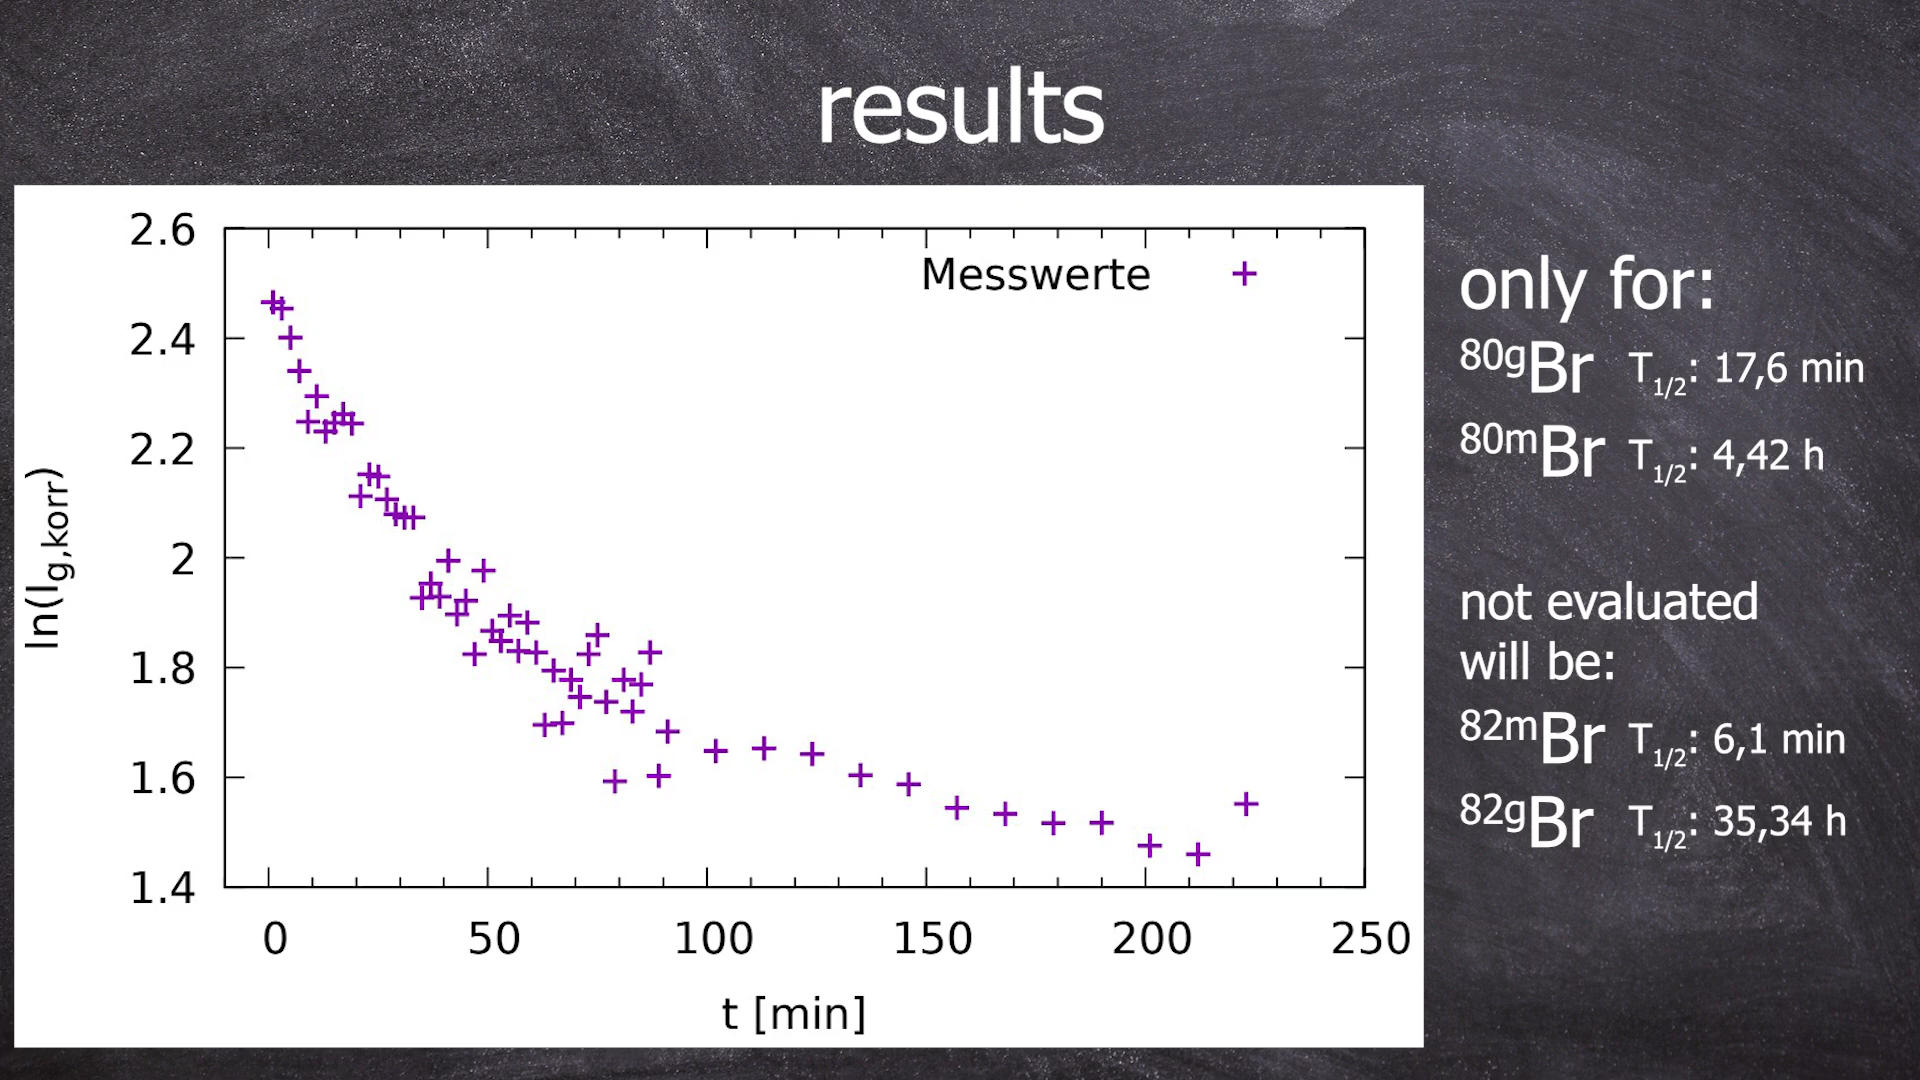 results
2.6
2.4
2.2
2
1.8
1.6
1.4
ln(I_g,korr)
Messwerte
0 50 100 150 200 250
t [min]
only for:
80gBr T1/2: 17,6 min
80mBr T1/2: 4,42 h
not evaluated
will be:
82mBr T1/2: 6,1 min
82gBr T1/2: 35,34 h